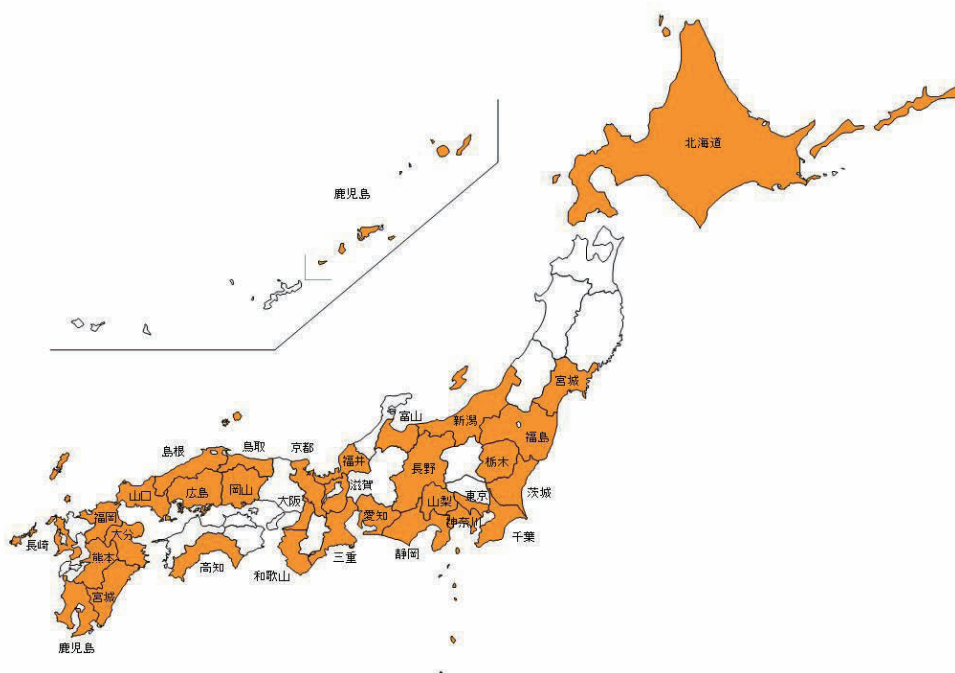 北海道
鹿児島
宮城
富山
新潟
福島
島根
鳥取
京都
福井
長野
栃木
滋賀
山口
広島
岡山
大阪
山梨
東京
茨城
福岡
愛知
神奈川
大分
長崎
千葉
熊本
静岡
三重
高知
和歌山
宮城
鹿児島